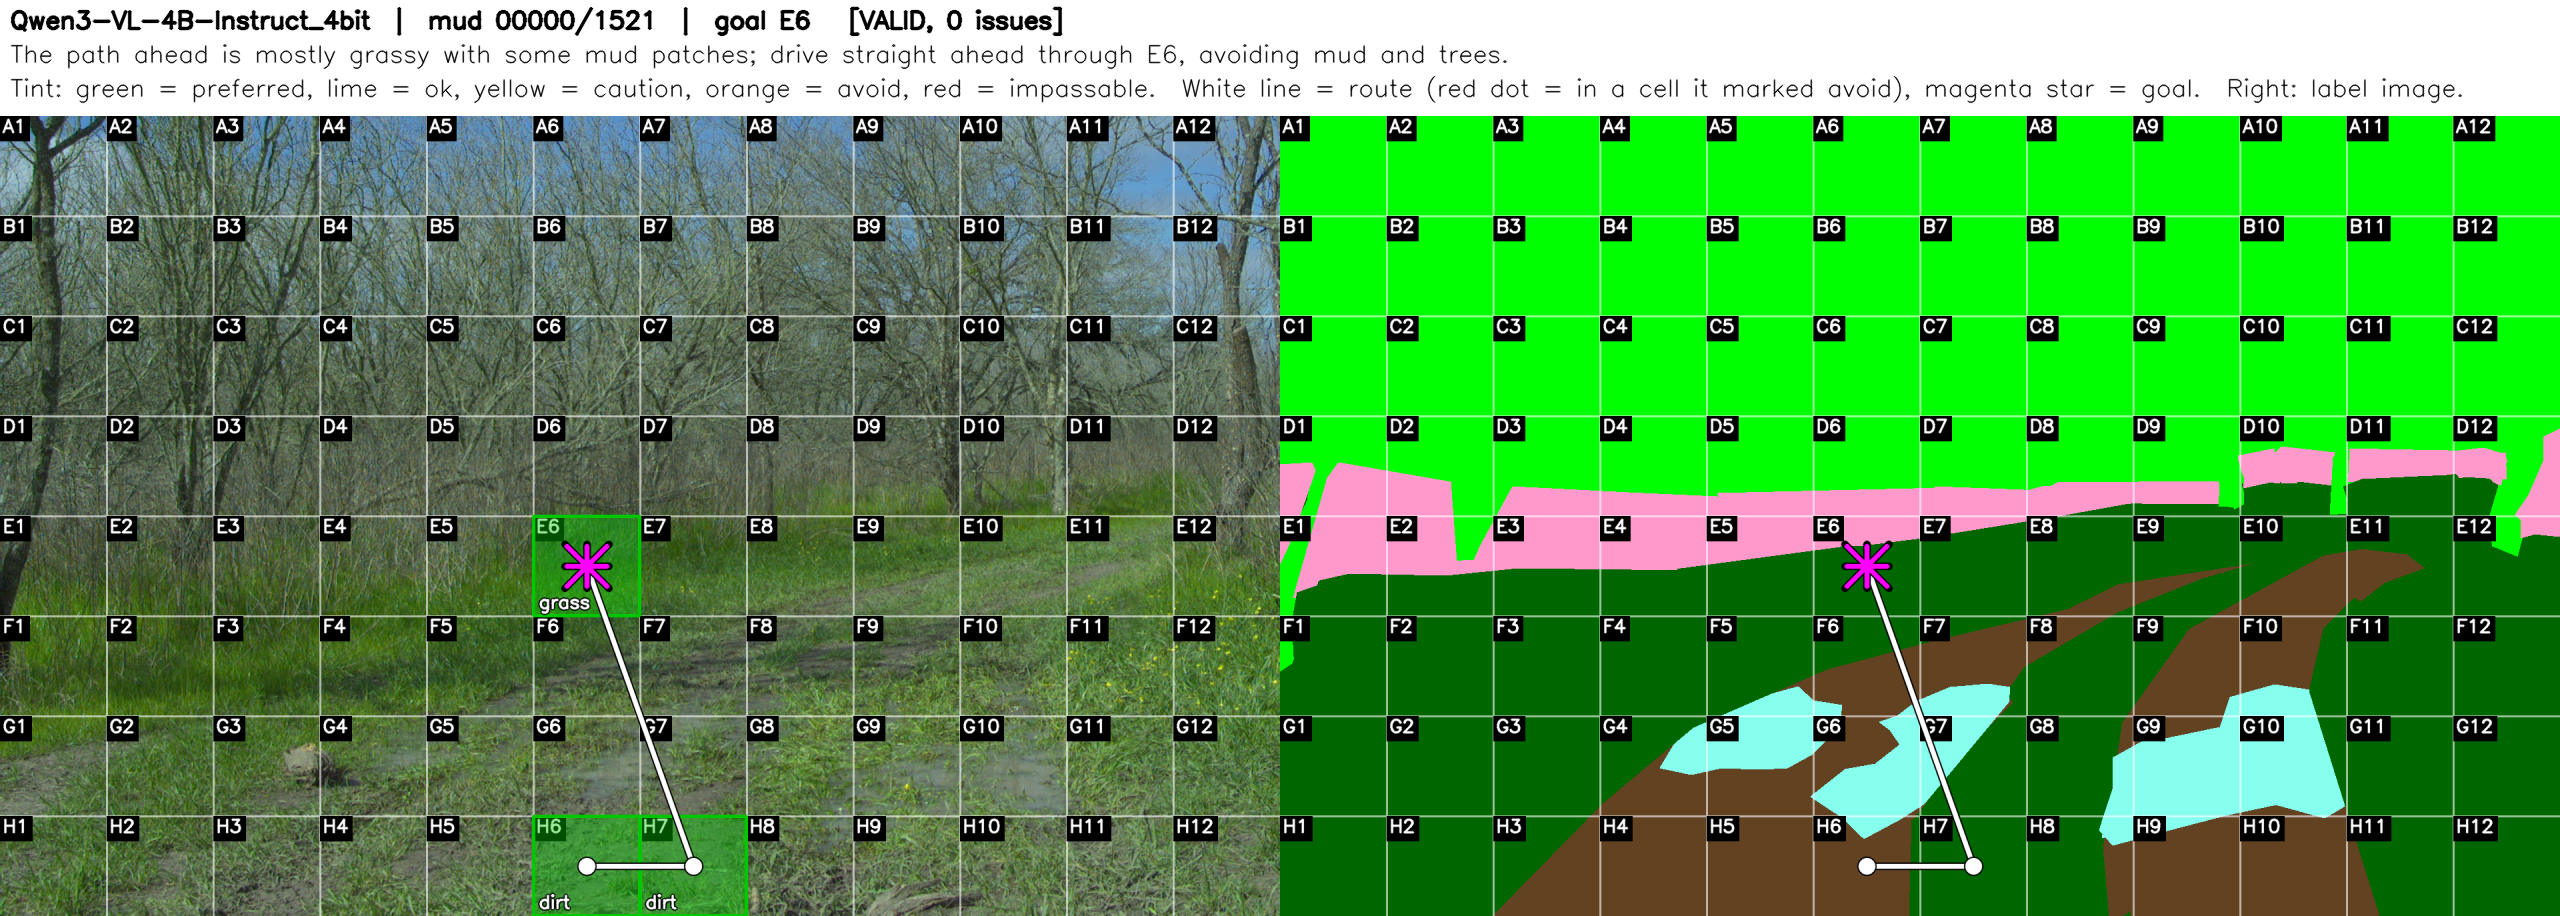 Qwen3-VL-4B-Instruct_4bit | mud 00000/1521 | goal E6 [VALID, 0 issues]
The path ahead is mostly grassy with some mud patches; drive straight ahead through E6, avoiding mud and trees.
Tint: green = preferred, lime = ok, yellow = caution, orange = avoid, red = impassable. White line = route (red dot = in a cell it marked avoid), magenta star = goal. Right: label image.
A1 A2 A3 A4 A5 A6 A7 A8 A9 A10 A11 A12 A1 A2 A3 A4 A5 A6 A7 A8 A9 A10 A11 A12
B1 B2 B3 B4 B5 B6 B7 B8 B9 B10 B11 B12 B1 B2 B3 B4 B5 B6 B7 B8 B9 B10 B11 B12
C1 C2 C3 C4 C5 C6 C7 C8 C9 C10 C11 C12 C1 C2 C3 C4 C5 C6 C7 C8 C9 C10 C11 C12
D1 D2 D3 D4 D5 D6 D7 D8 D9 D10 D11 D12 D1 D2 D3 D4 D5 D6 D7 D8 D9 D10 D11 D12
E1 E2 E3 E4 E5 E6 E7 E8 E9 E10 E11 E12 E1 E2 E3 E4 E5 E6 E7 E8 E9 E10 E11 E12
grass
F1 F2 F3 F4 F5 F6 F7 F8 F9 F10 F11 F12 F1 F2 F3 F4 F5 F6 F7 F8 F9 F10 F11 F12
G1 G2 G3 G4 G5 G6 G7 G8 G9 G10 G11 G12 G1 G2 G3 G4 G5 G6 G7 G8 G9 G10 G11 G12
H1 H2 H3 H4 H5 H6 H7 H8 H9 H10 H11 H12 H1 H2 H3 H4 H5 H6 H7 H8 H9 H10 H11 H12
dirt dirt